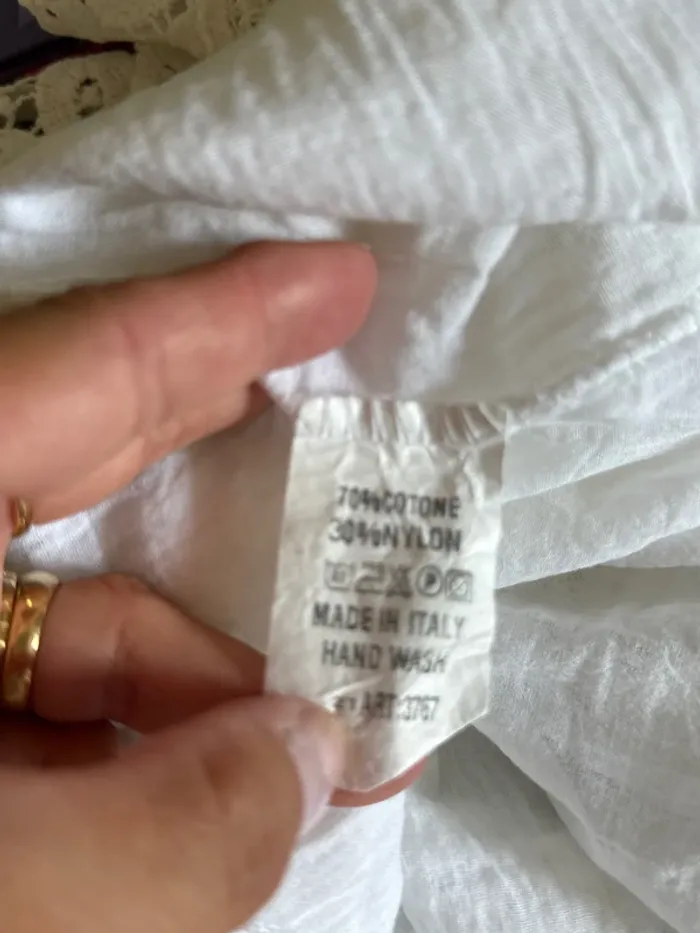 70%COTONE
30%NYLON
MADE IN ITALY
HAND WASH
ART:3767